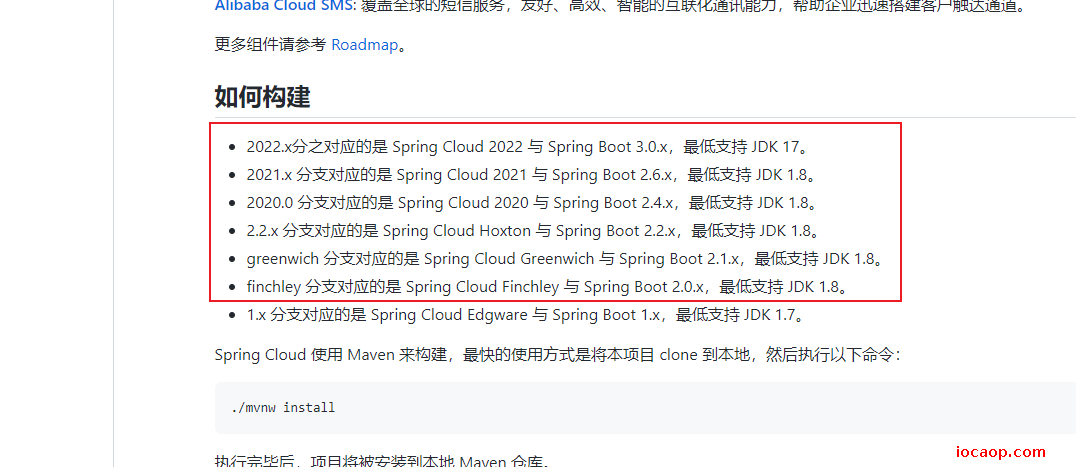 Alibaba Cloud SMS: 覆盖全球的短信服务，友好、高效、智能的互联化通讯能力，帮助企业迅速搭建客户触达通道。
更多组件请参考 Roadmap。
如何构建
2022.x分之对应的是 Spring Cloud 2022 与 Spring Boot 3.0.x，最低支持 JDK 17。
2021.x 分支对应的是 Spring Cloud 2021 与 Spring Boot 2.6.x，最低支持 JDK 1.8。
2020.0 分支对应的是 Spring Cloud 2020 与 Spring Boot 2.4.x，最低支持 JDK 1.8。
2.2.x 分支对应的是 Spring Cloud Hoxton 与 Spring Boot 2.2.x，最低支持 JDK 1.8。
greenwich 分支对应的是 Spring Cloud Greenwich 与 Spring Boot 2.1.x，最低支持 JDK 1.8。
finchley 分支对应的是 Spring Cloud Finchley 与 Spring Boot 2.0.x，最低支持 JDK 1.8。
1.x 分支对应的是 Spring Cloud Edgware 与 Spring Boot 1.x，最低支持 JDK 1.7。
Spring Cloud 使用 Maven 来构建，最快的使用方式是将本项目 clone 到本地，然后执行以下命令：
./mvnw install
执行完毕后，项目将被安装到本地 Maven 仓库。
iocaop.com